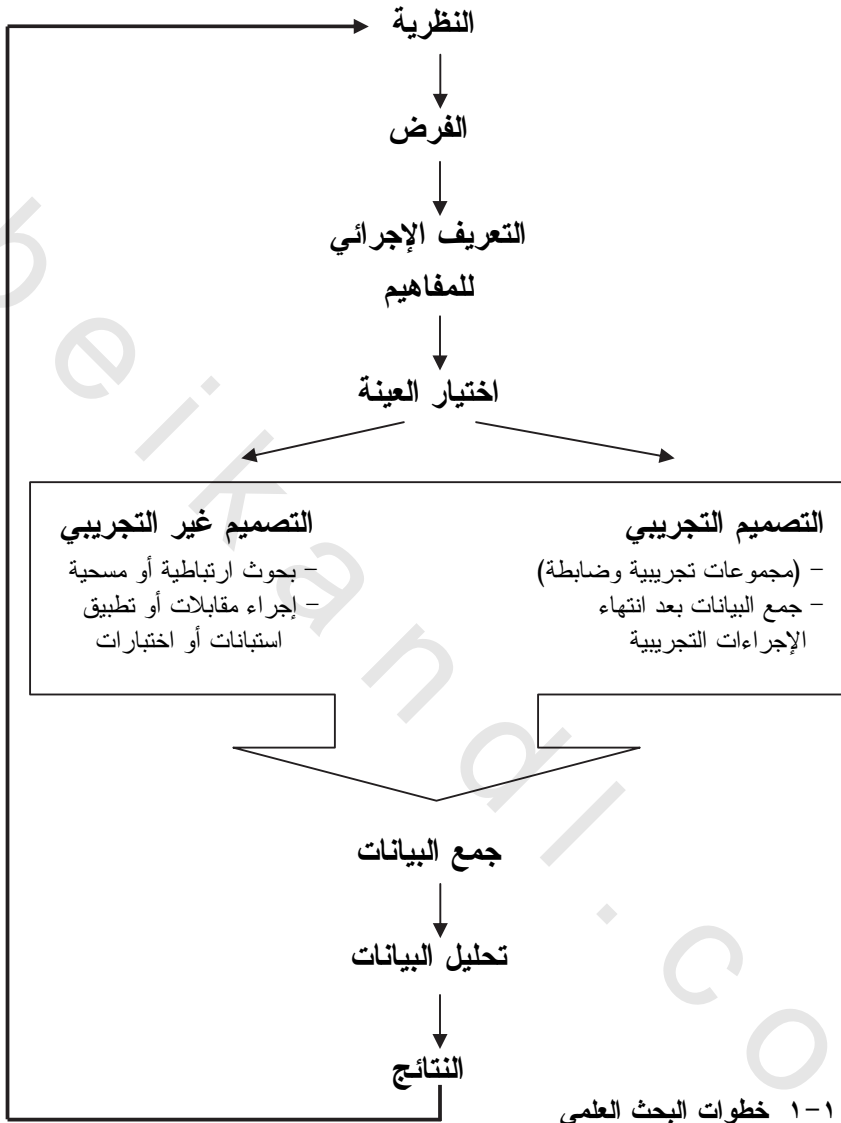 النظرية
الفرض
التعريف الإجرائي
للمفاهيم
اختيار العينة
التصميم التجريبي
- (مجموعات تجريبية وضابطة)
- جمع البيانات بعد انتهاء
الإجراءات التجريبية
التصميم غير التجريبي
- بحوث ارتباطية أو مسحية
- إجراء مقابلات أو تطبيق
استبانات أو اختبارات
جمع البيانات
تحليل البيانات
النتائج
١-١ خطوات البحث العلمي
beikandl.co